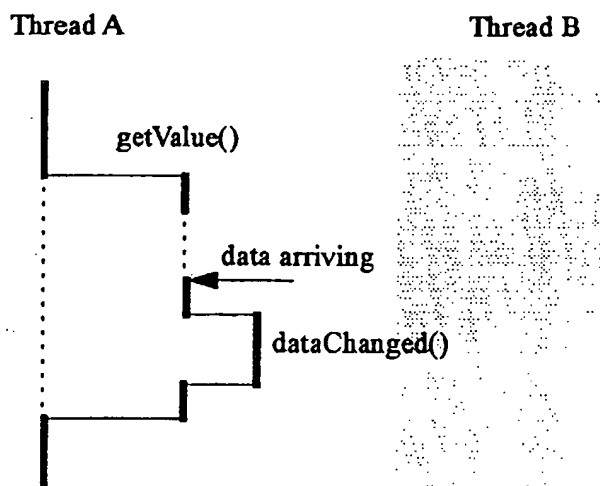 Thread A
Thread B
getValue()
data arriving
dataChanged()